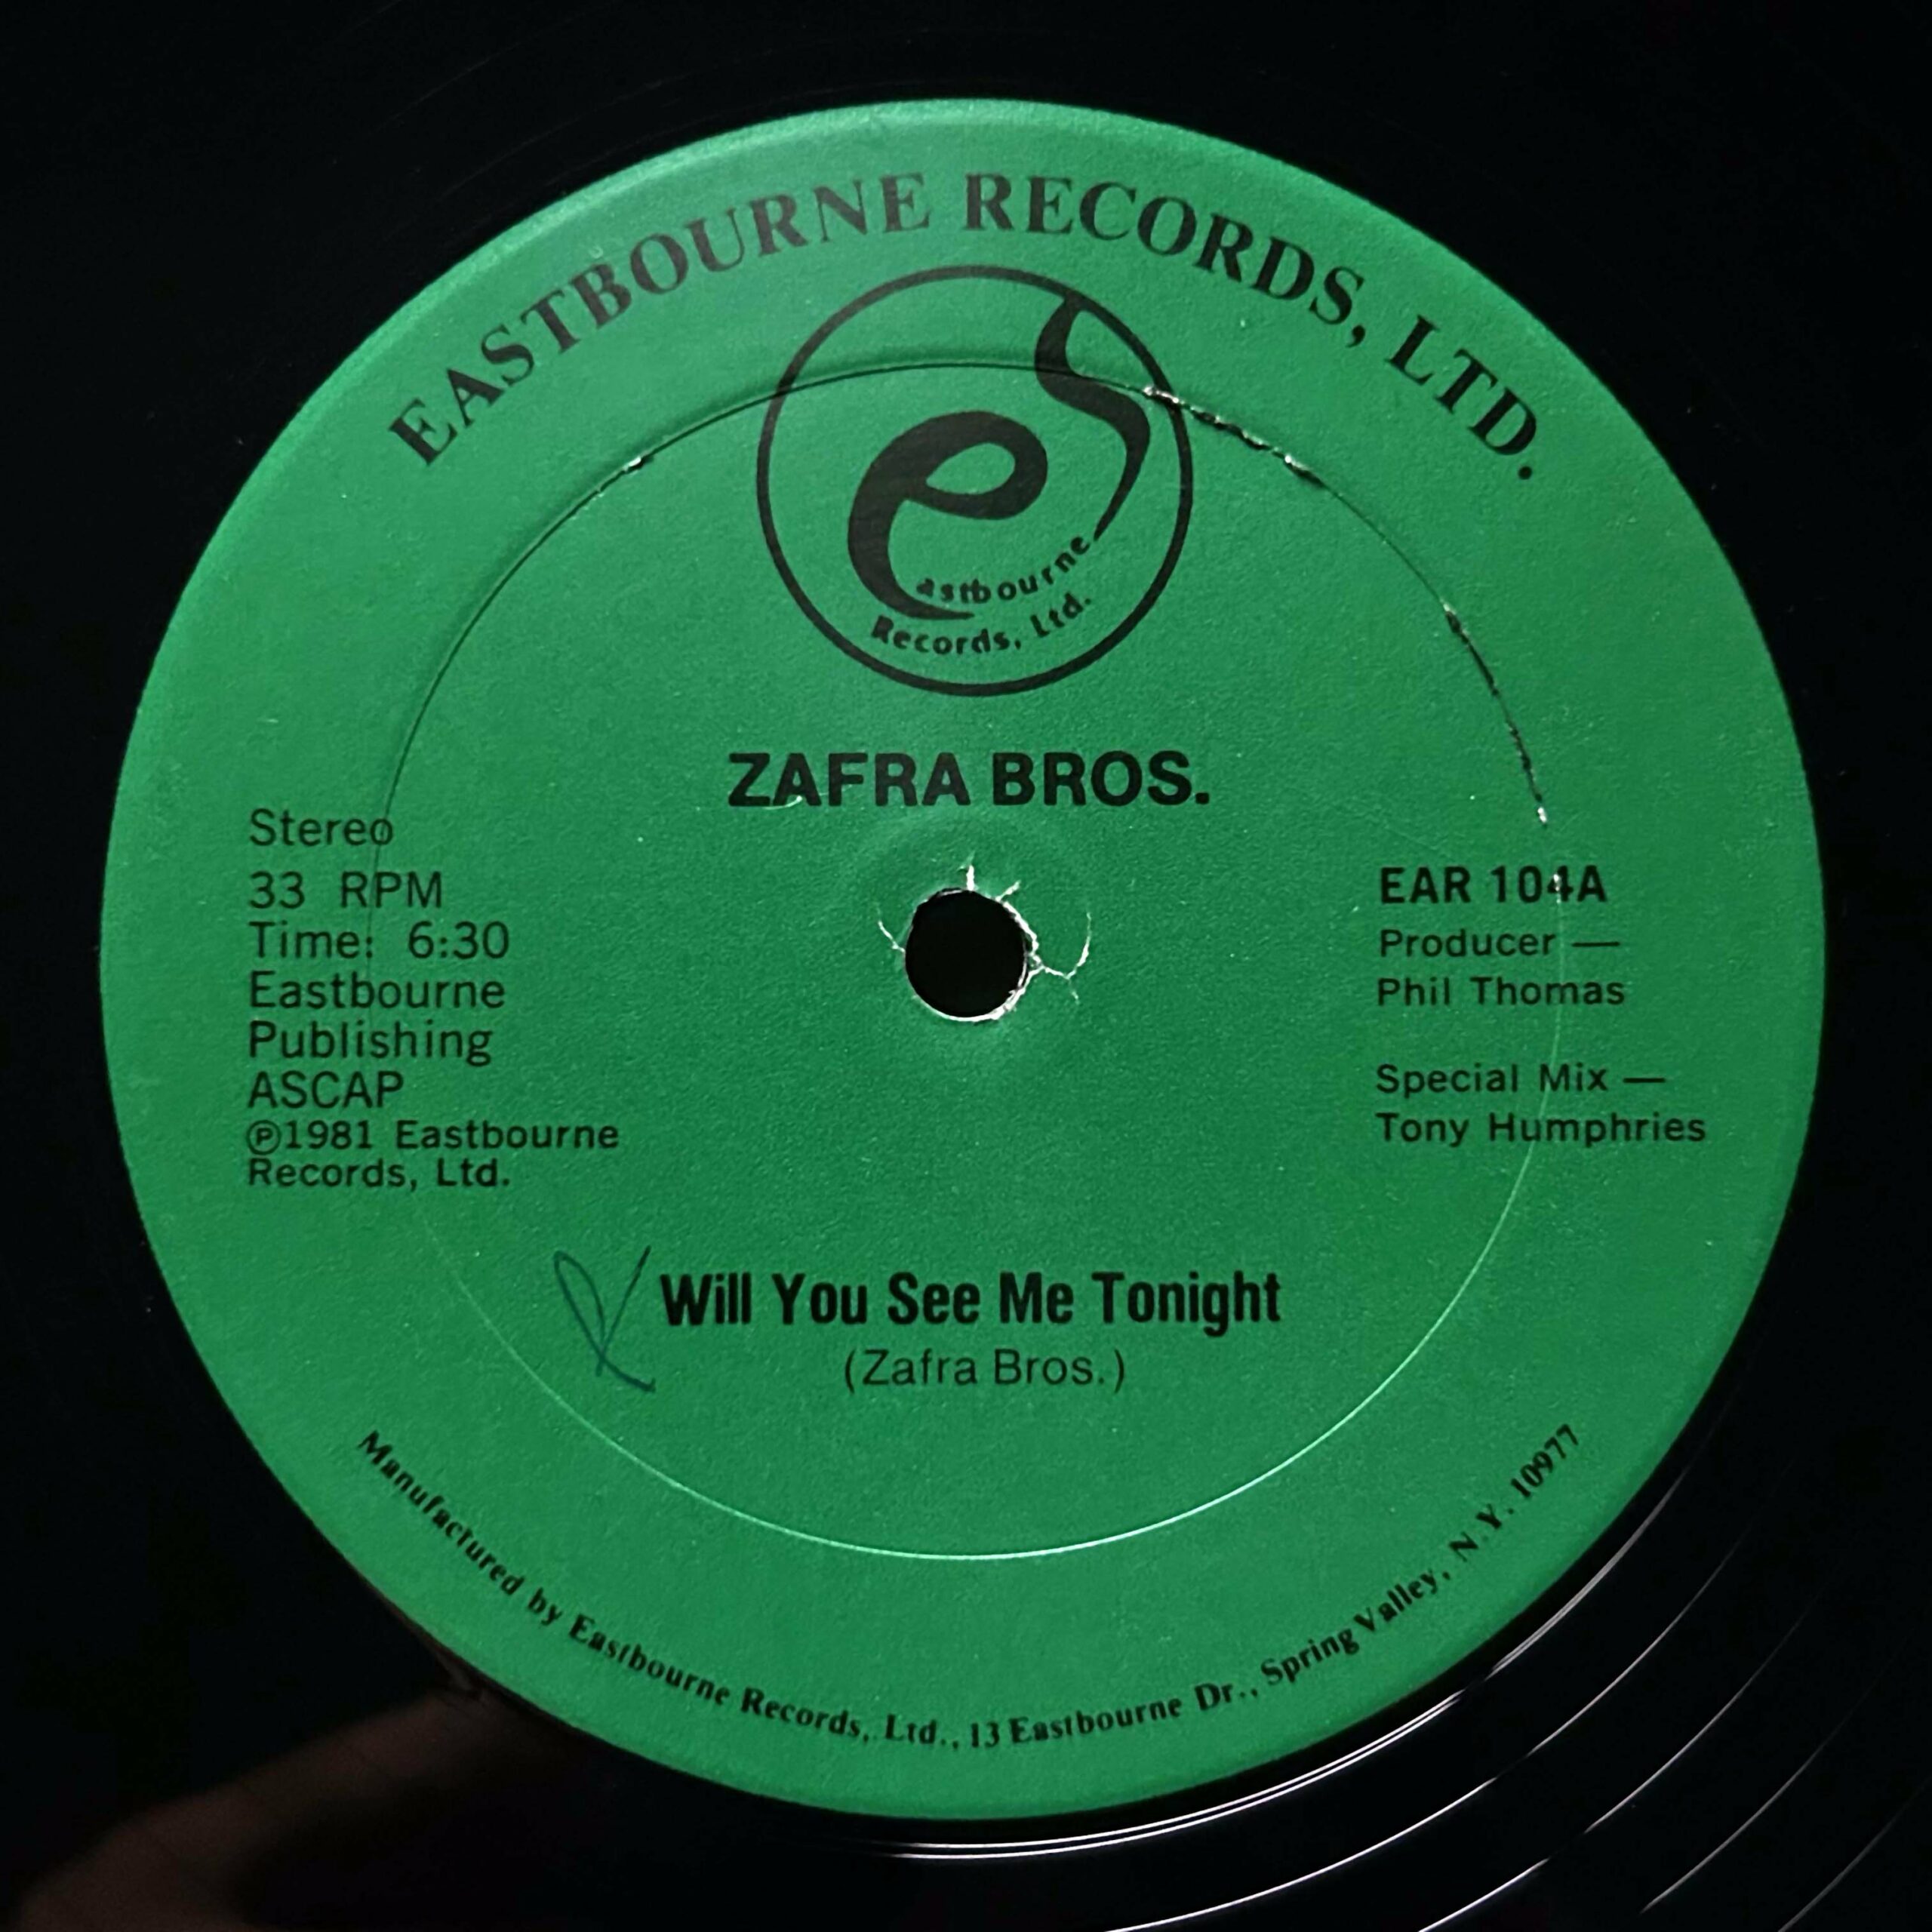 EASTBOURNE RECORDS, LTD.
eS
eastbourne
Records, Ltd.
ZAFRA BROS.
Stereo
33 RPM
Time: 6:30
Eastbourne
Publishing
ASCAP
℗1981 Eastbourne
Records, Ltd.
EAR 104A
Producer —
Phil Thomas
Special Mix —
Tony Humphries
Will You See Me Tonight
(Zafra Bros.)
Manufactured by Eastbourne Records, Ltd., 13 Eastbourne Dr., Spring Valley, N.Y. 10977